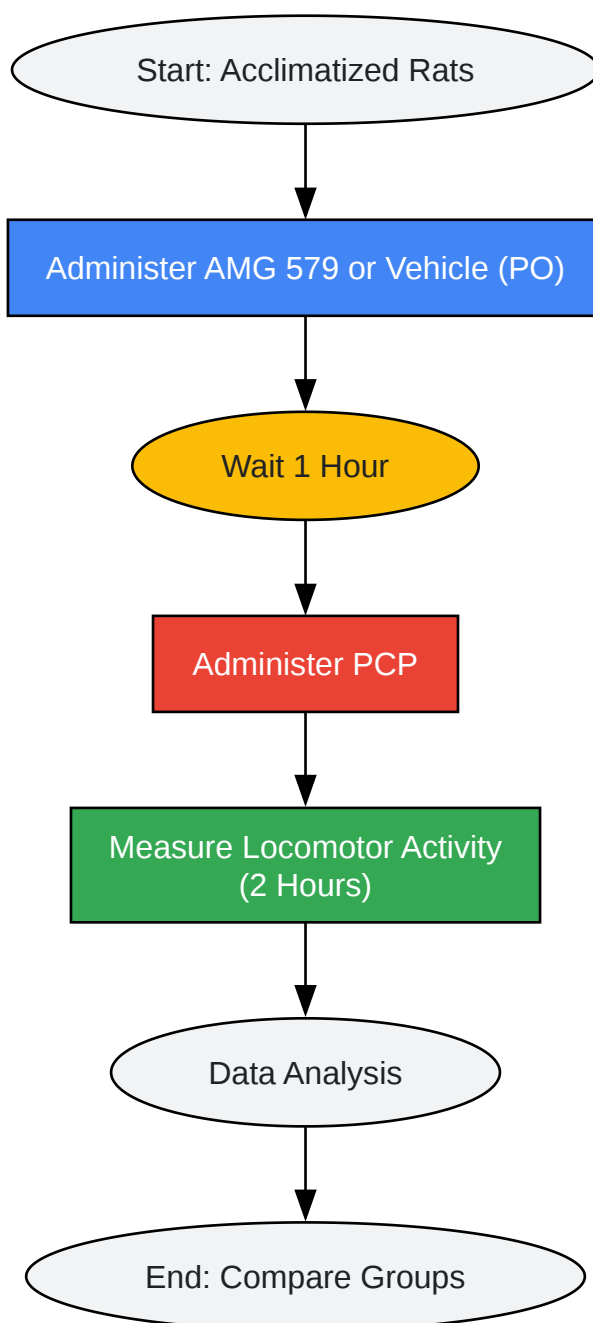 Start: Acclimatized Rats
Administer AMG 579 or Vehicle (PO)
Wait 1 Hour
Administer PCP
Measure Locomotor Activity
(2 Hours)
Data Analysis
End: Compare Groups